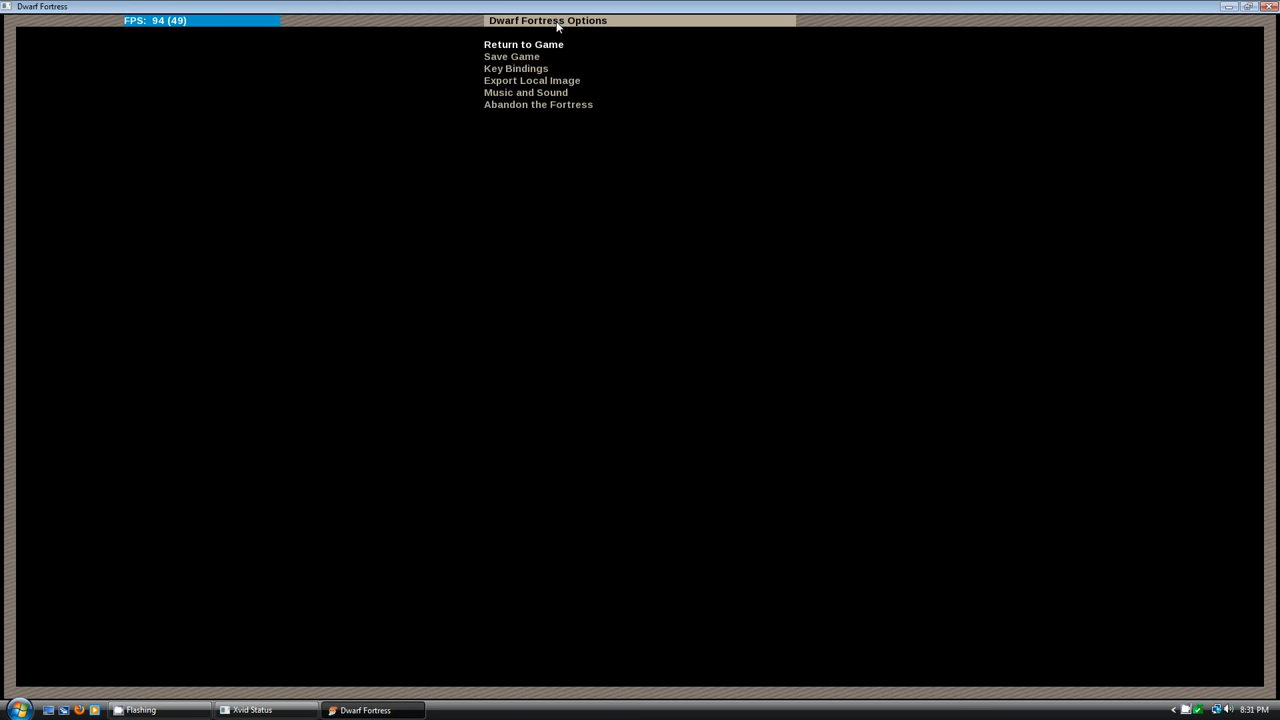 Dwarf Fortress
FPS: 94 (49)
Dwarf Fortress Options
Return to Game
Save Game
Key Bindings
Export Local Image
Music and Sound
Abandon the Fortress
Flashing
Xvid Status
Dwarf Fortress
8:31 PM